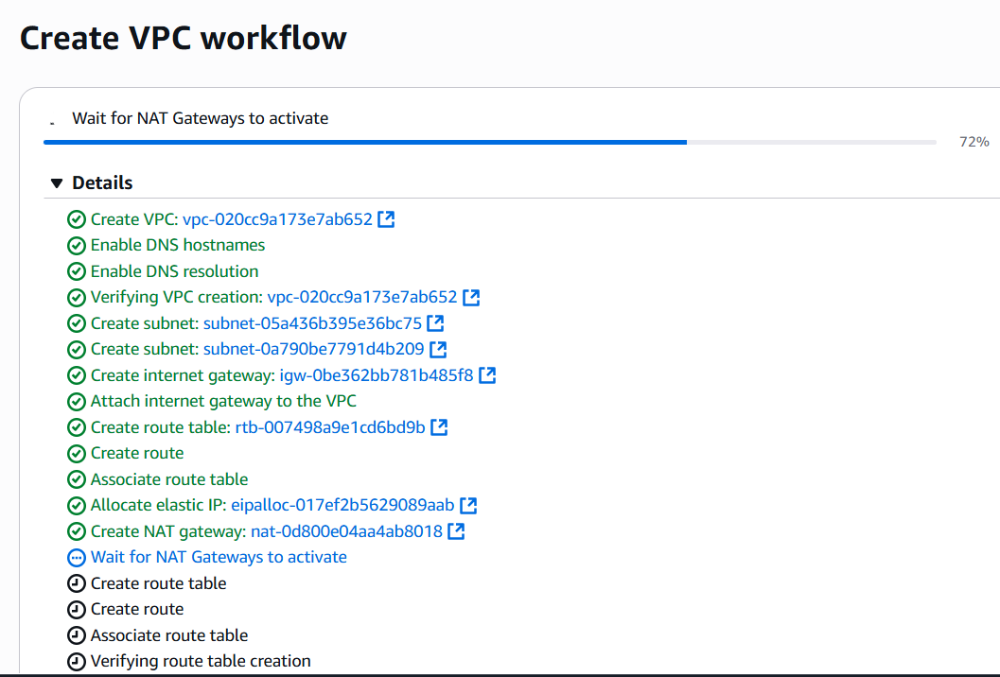 Create VPC workflow
Wait for NAT Gateways to activate
72%
Details
Create VPC: vpc-020cc9a173e7ab652
Enable DNS hostnames
Enable DNS resolution
Verifying VPC creation: vpc-020cc9a173e7ab652
Create subnet: subnet-05a436b395e36bc75
Create subnet: subnet-0a790be7791d4b209
Create internet gateway: igw-0be362bb781b485f8
Attach internet gateway to the VPC
Create route table: rtb-007498a9e1cd6bd9b
Create route
Associate route table
Allocate elastic IP: eipalloc-017ef2b5629089aab
Create NAT gateway: nat-0d800e04aa4ab8018
Wait for NAT Gateways to activate
Create route table
Create route
Associate route table
Verifying route table creation